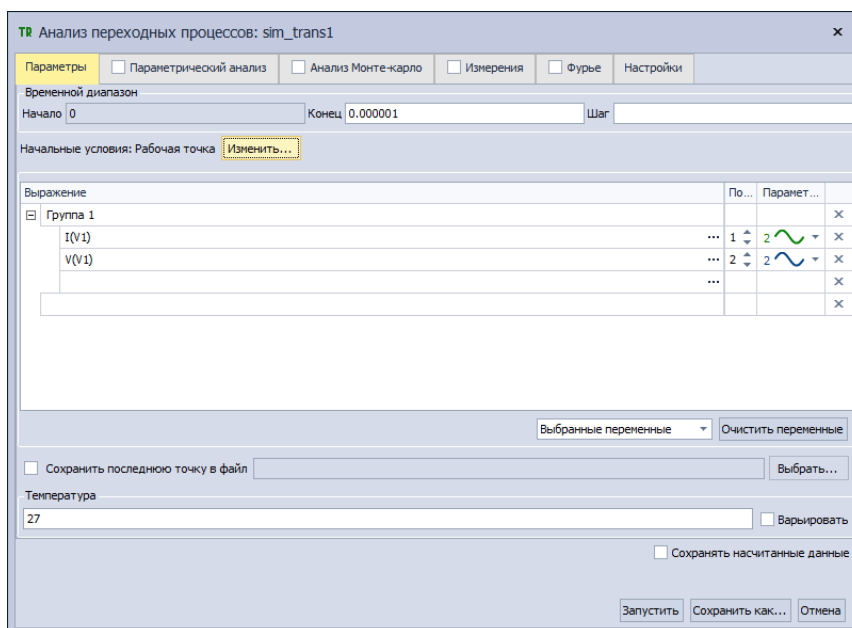 TR Анализ переходных процессов: sim_trans1
Параметры Параметрический анализ Анализ Монте-карло Измерения Фурье Настройки
Временной диапазон
Начало 0 Конец 0.000001 Шаг
Начальные условия: Рабочая точка Изменить...
Выражение По... Парамет...
Группа 1
I(V1) ... 1 2
V(V1) ... 2 2
...
Выбранные переменные Очистить переменные
Сохранить последнюю точку в файл Выбрать...
Температура
27 Варьировать
Сохранять насчитанные данные
Запустить Сохранить как... Отмена